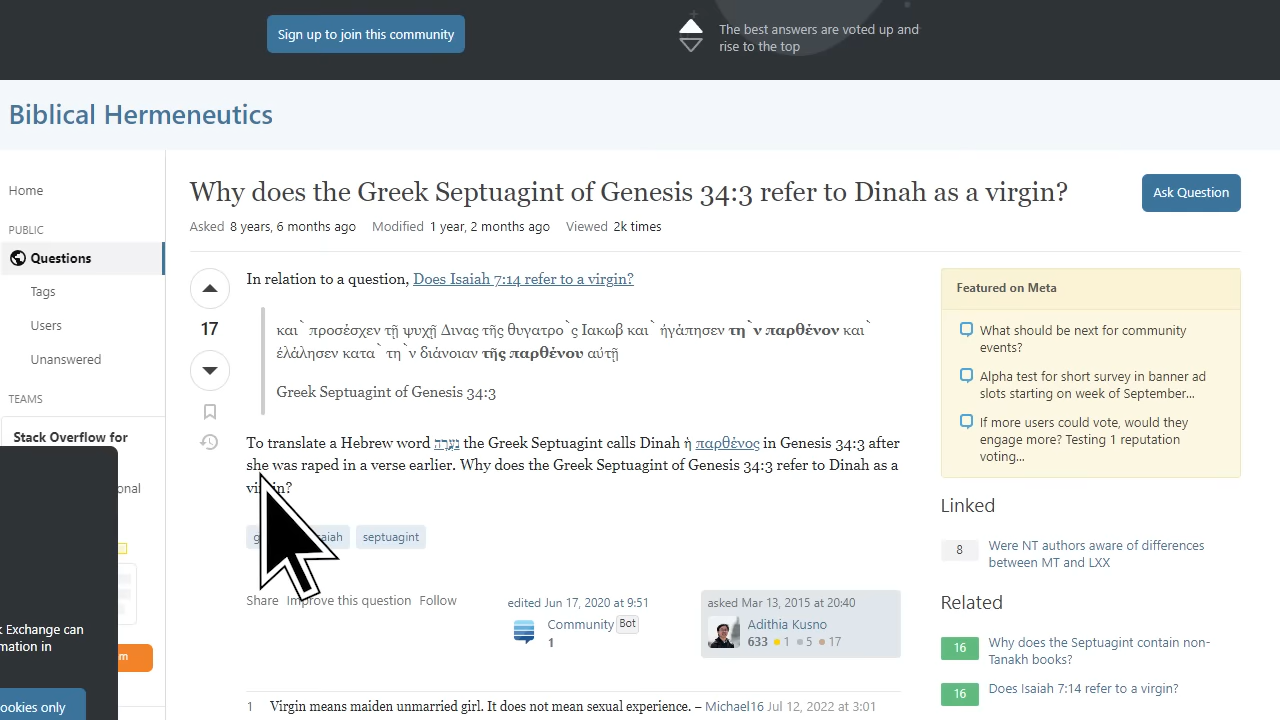 Sign up to join this community
The best answers are voted up and
rise to the top
Biblical Hermeneutics
Home
PUBLIC
Questions
Tags
Users
Unanswered
TEAMS
Stack Overflow for
onal
k Exchange can
mation in
m
ookies only
Why does the Greek Septuagint of Genesis 34:3 refer to Dinah as a virgin?
Ask Question
Asked 8 years, 6 months ago Modified 1 year, 2 months ago Viewed 2k times
17
In relation to a question, Does Isaiah 7:14 refer to a virgin?
και` προσέσχεν τῇ ψυχῇ Δινας τῆς θυγατρο`ς Ιακωβ και` ἠγάπησεν τη`ν παρθένον και`
ἐλάλησεν κατα` τη`ν διάνοιαν τῆς παρθένου αὐτῇ
Greek Septuagint of Genesis 34:3
To translate a Hebrew word נַעֲרָה the Greek Septuagint calls Dinah ἡ παρθένος in Genesis 34:3 after
she was raped in a verse earlier. Why does the Greek Septuagint of Genesis 34:3 refer to Dinah as a
virgin?
septuagint
Share Improve this question Follow
edited Jun 17, 2020 at 9:51
Community Bot
1
asked Mar 13, 2015 at 20:40
Adithia Kusno
633 1 5 17
1 Virgin means maiden unmarried girl. It does not mean sexual experience. – Michael16 Jul 12, 2022 at 3:01
Featured on Meta
What should be next for community
events?
Alpha test for short survey in banner ad
slots starting on week of September...
If more users could vote, would they
engage more? Testing 1 reputation
voting...
Linked
8 Were NT authors aware of differences
between MT and LXX
Related
16 Why does the Septuagint contain non-
Tanakh books?
16 Does Isaiah 7:14 refer to a virgin?